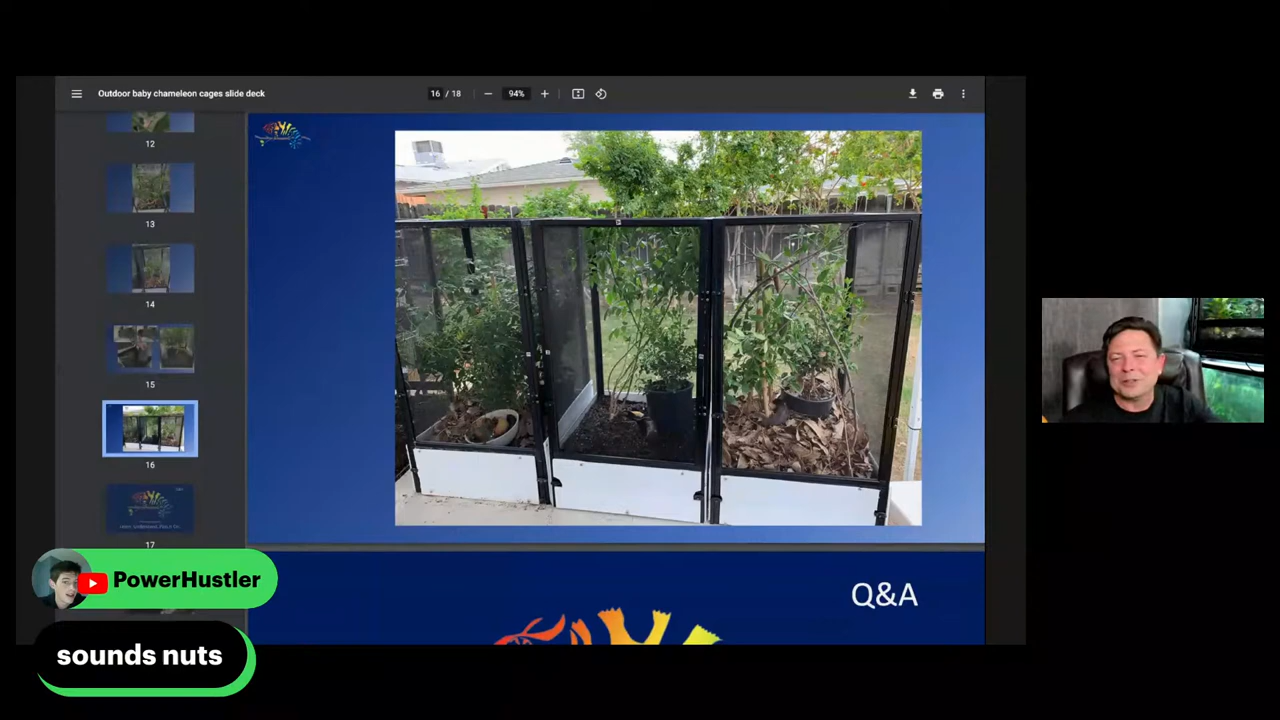 Outdoor baby chameleon cages slide deck
16 / 18
94%
12
13
14
15
16
17
Q&A
PowerHustler
sounds nuts